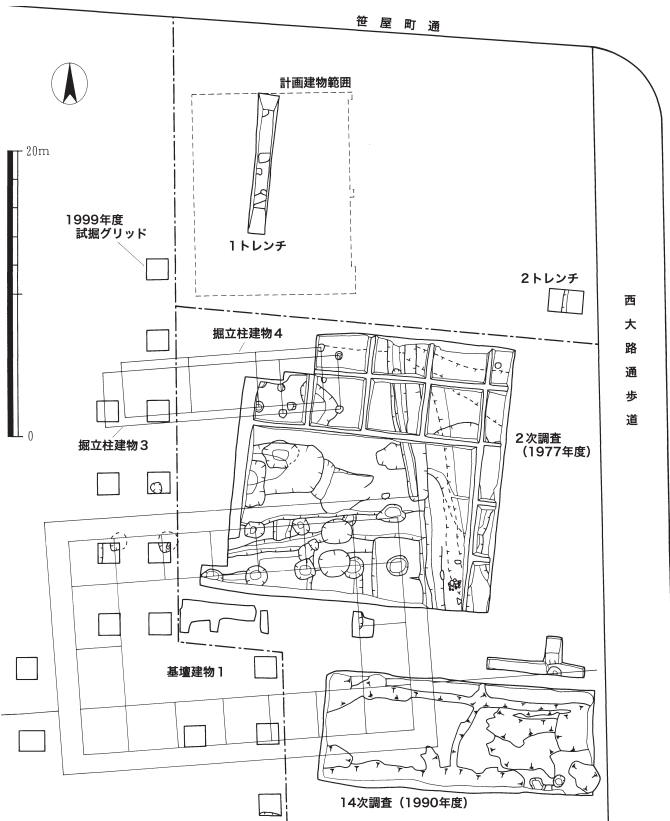 笹屋町通
計画建物範囲
20m
1999年度
試掘グリッド
1トレンチ
2トレンチ
西大路通歩道
掘立柱建物4
2次調査
（1977年度）
0
掘立柱建物3
基壇建物1
14次調査（1990年度）